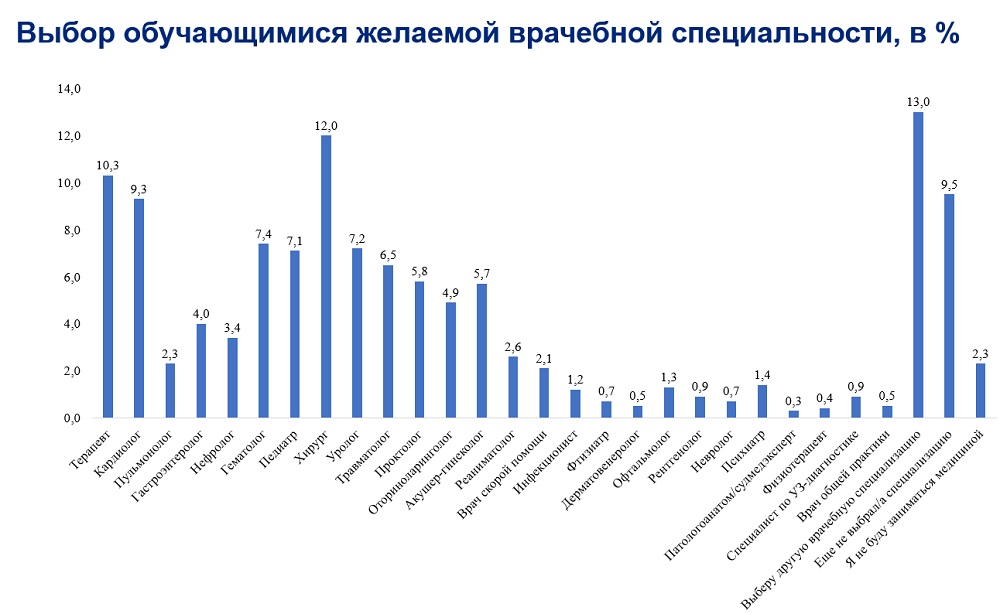 Выбор обучающимися желаемой врачебной специальности, в %
14,0
12,0
10,0
8,0
6,0
4,0
2,0
0,0
10,3
9,3
2,3
4,0
3,4
7,4
7,1
12,0
7,2
6,5
5,8
4,9
5,7
2,6
2,1
1,2
0,7
0,5
1,3
0,9
0,7
1,4
0,3
0,4
0,9
0,5
13,0
9,5
2,3
Терапевт
Кардиолог
Пульмонолог
Гастроэнтеролог
Нефролог
Гематолог
Педиатр
Хирург
Уролог
Травматолог
Проктолог
Оториноларинголог
Акушер-гинеколог
Реаниматолог
Врач скорой помощи
Инфекционист
Фтизиатр
Дерматовенеролог
Офтальмолог
Рентгенолог
Невролог
Психиатр
Патологоанатом/судмедэксперт
Физиотерапевт
Специалист по УЗ-диагностике
Врач общей практики
Выберу другую врачебную специализацию
Еще не выбрал/а специализацию
Я не буду заниматься медициной